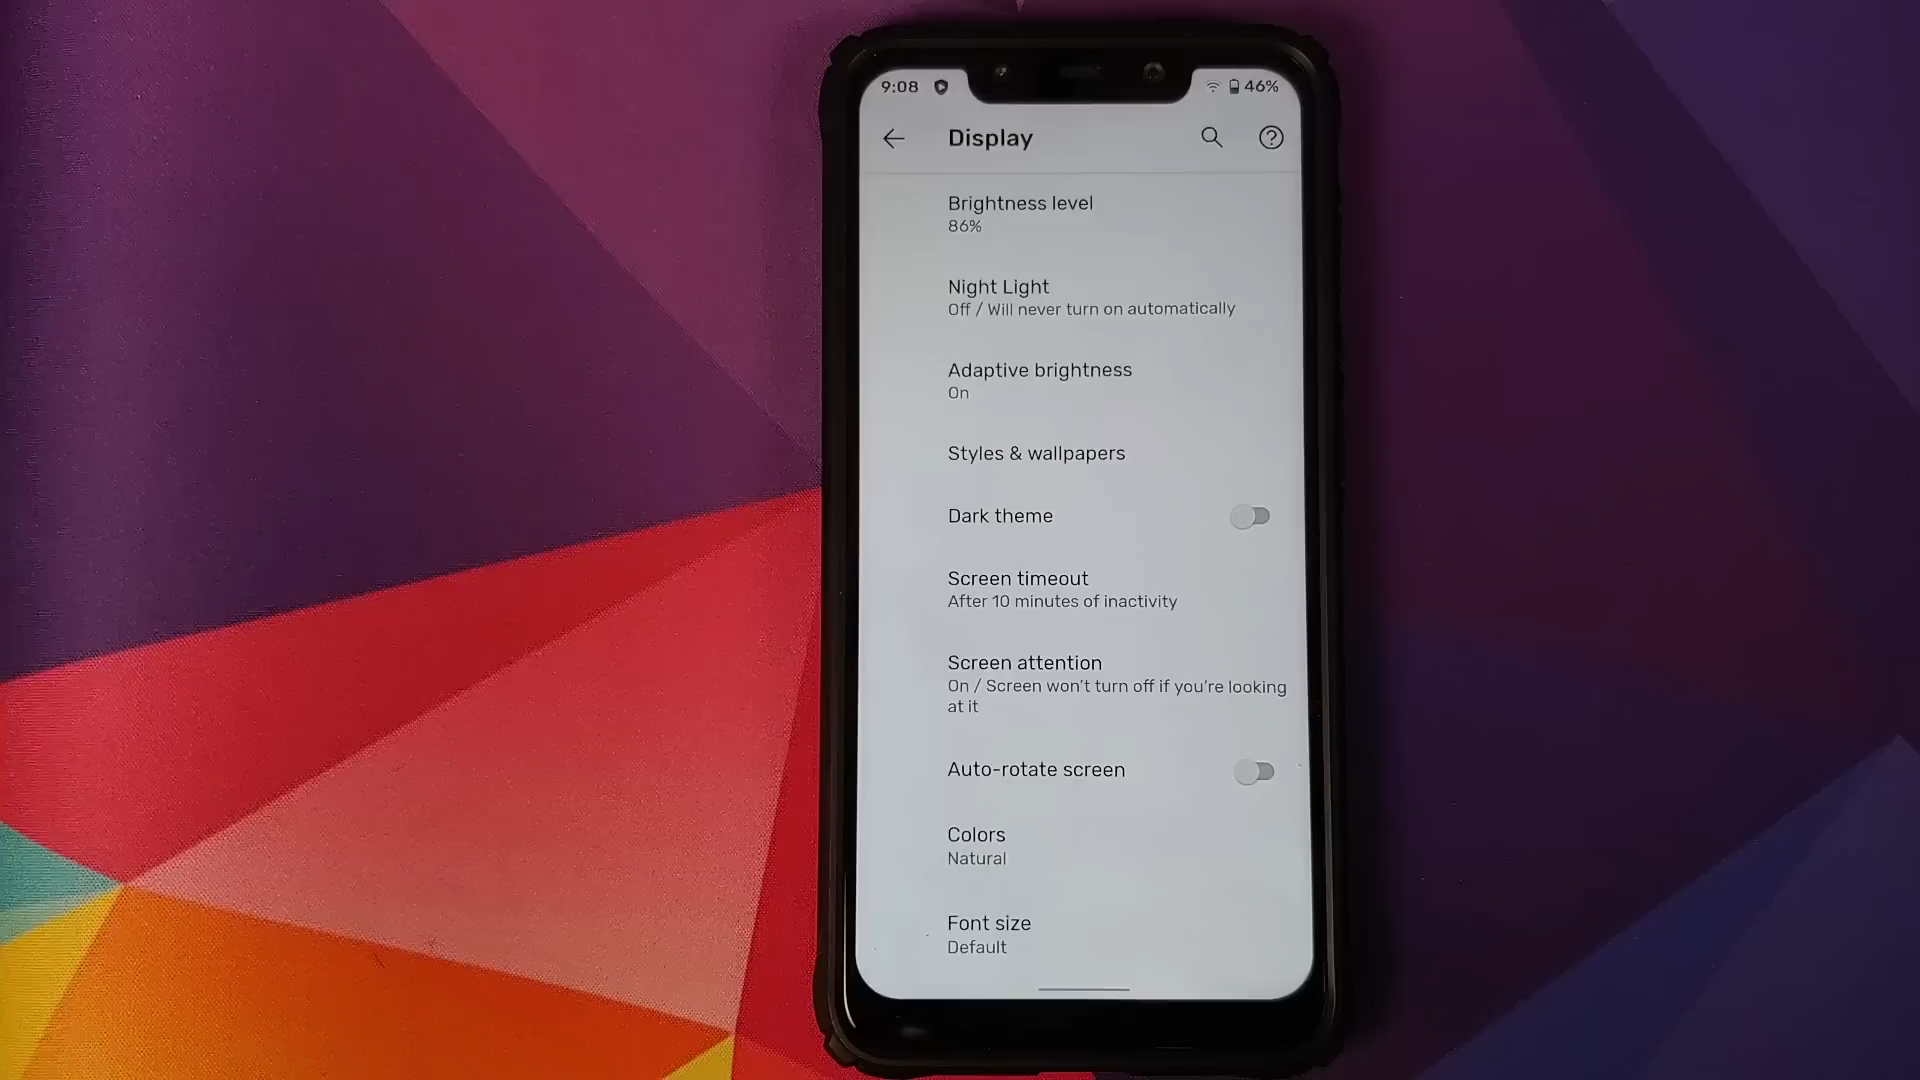 9:08 46%
Display
Brightness level
86%
Night Light
Off / Will never turn on automatically
Adaptive brightness
On
Styles & wallpapers
Dark theme
Screen timeout
After 10 minutes of inactivity
Screen attention
On / Screen won't turn off if you're looking
at it
Auto-rotate screen
Colors
Natural
Font size
Default